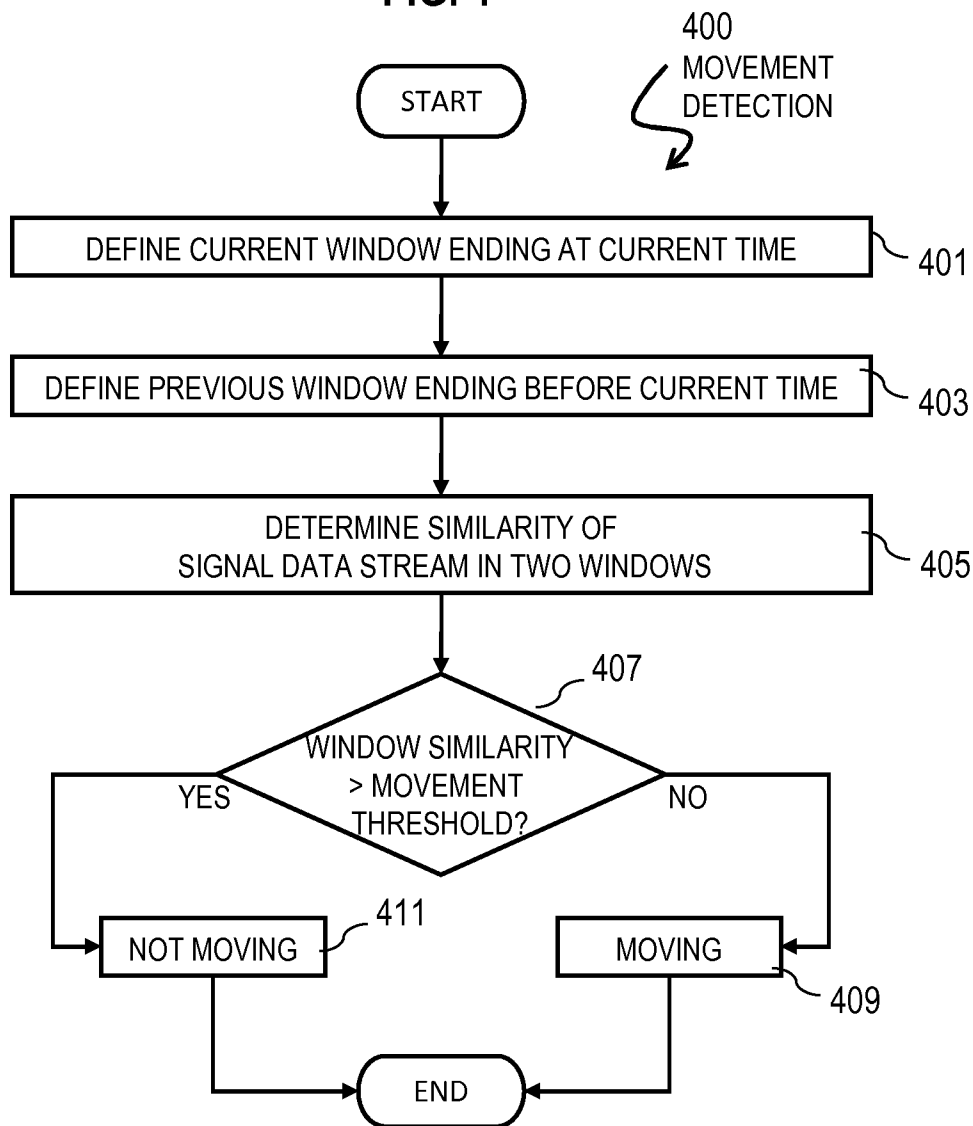 400
MOVEMENT
DETECTION
START
DEFINE CURRENT WINDOW ENDING AT CURRENT TIME
401
DEFINE PREVIOUS WINDOW ENDING BEFORE CURRENT TIME
403
DETERMINE SIMILARITY OF
SIGNAL DATA STREAM IN TWO WINDOWS
405
407
WINDOW SIMILARITY
> MOVEMENT
THRESHOLD?
YES
NO
411
NOT MOVING
MOVING
409
END